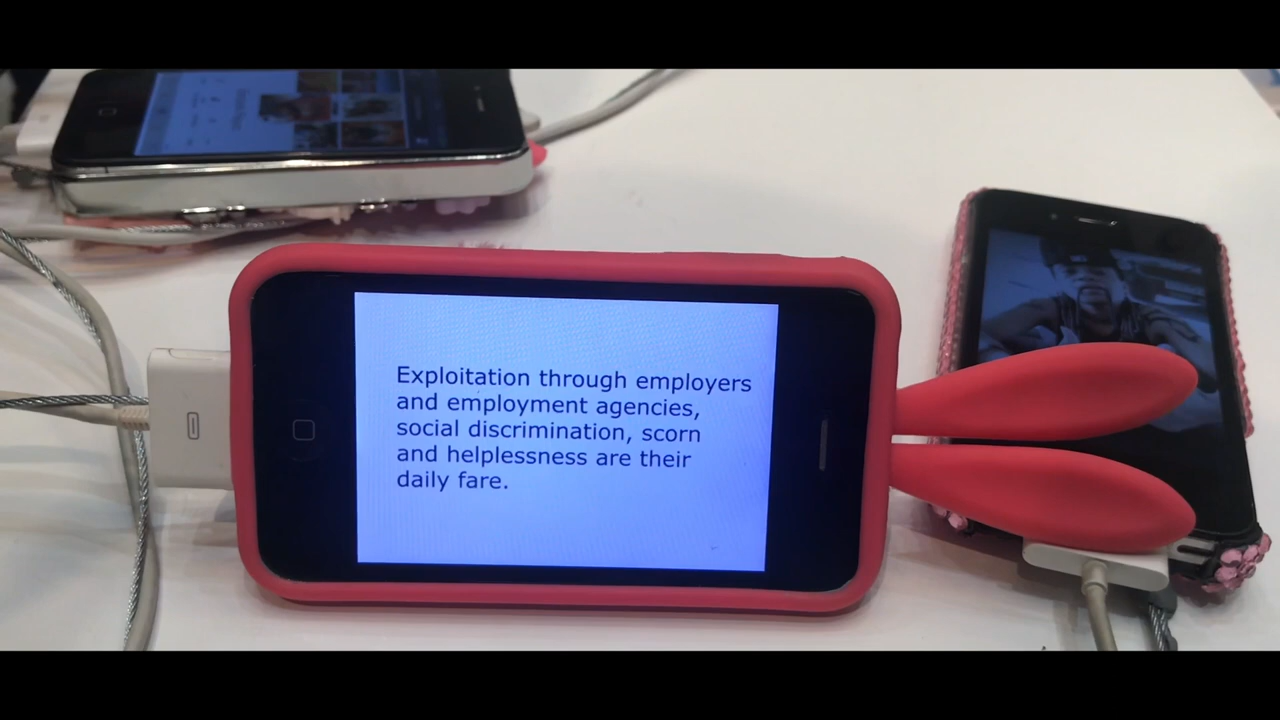 Exploitation through employers
and employment agencies,
social discrimination, scorn
and helplessness are their
daily fare.